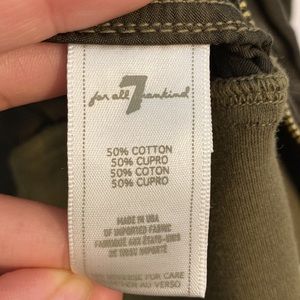 for all 7 mankind
50% COTTON
50% CUPRO
50% COTON
50% CUPRO
MADE IN USA
OF IMPORTED FABRIC
FABRIQUÉ AUX ÉTATS-UNIS
DE TISSU IMPORTÉ
REVERSE FOR CARE
AU VERSO